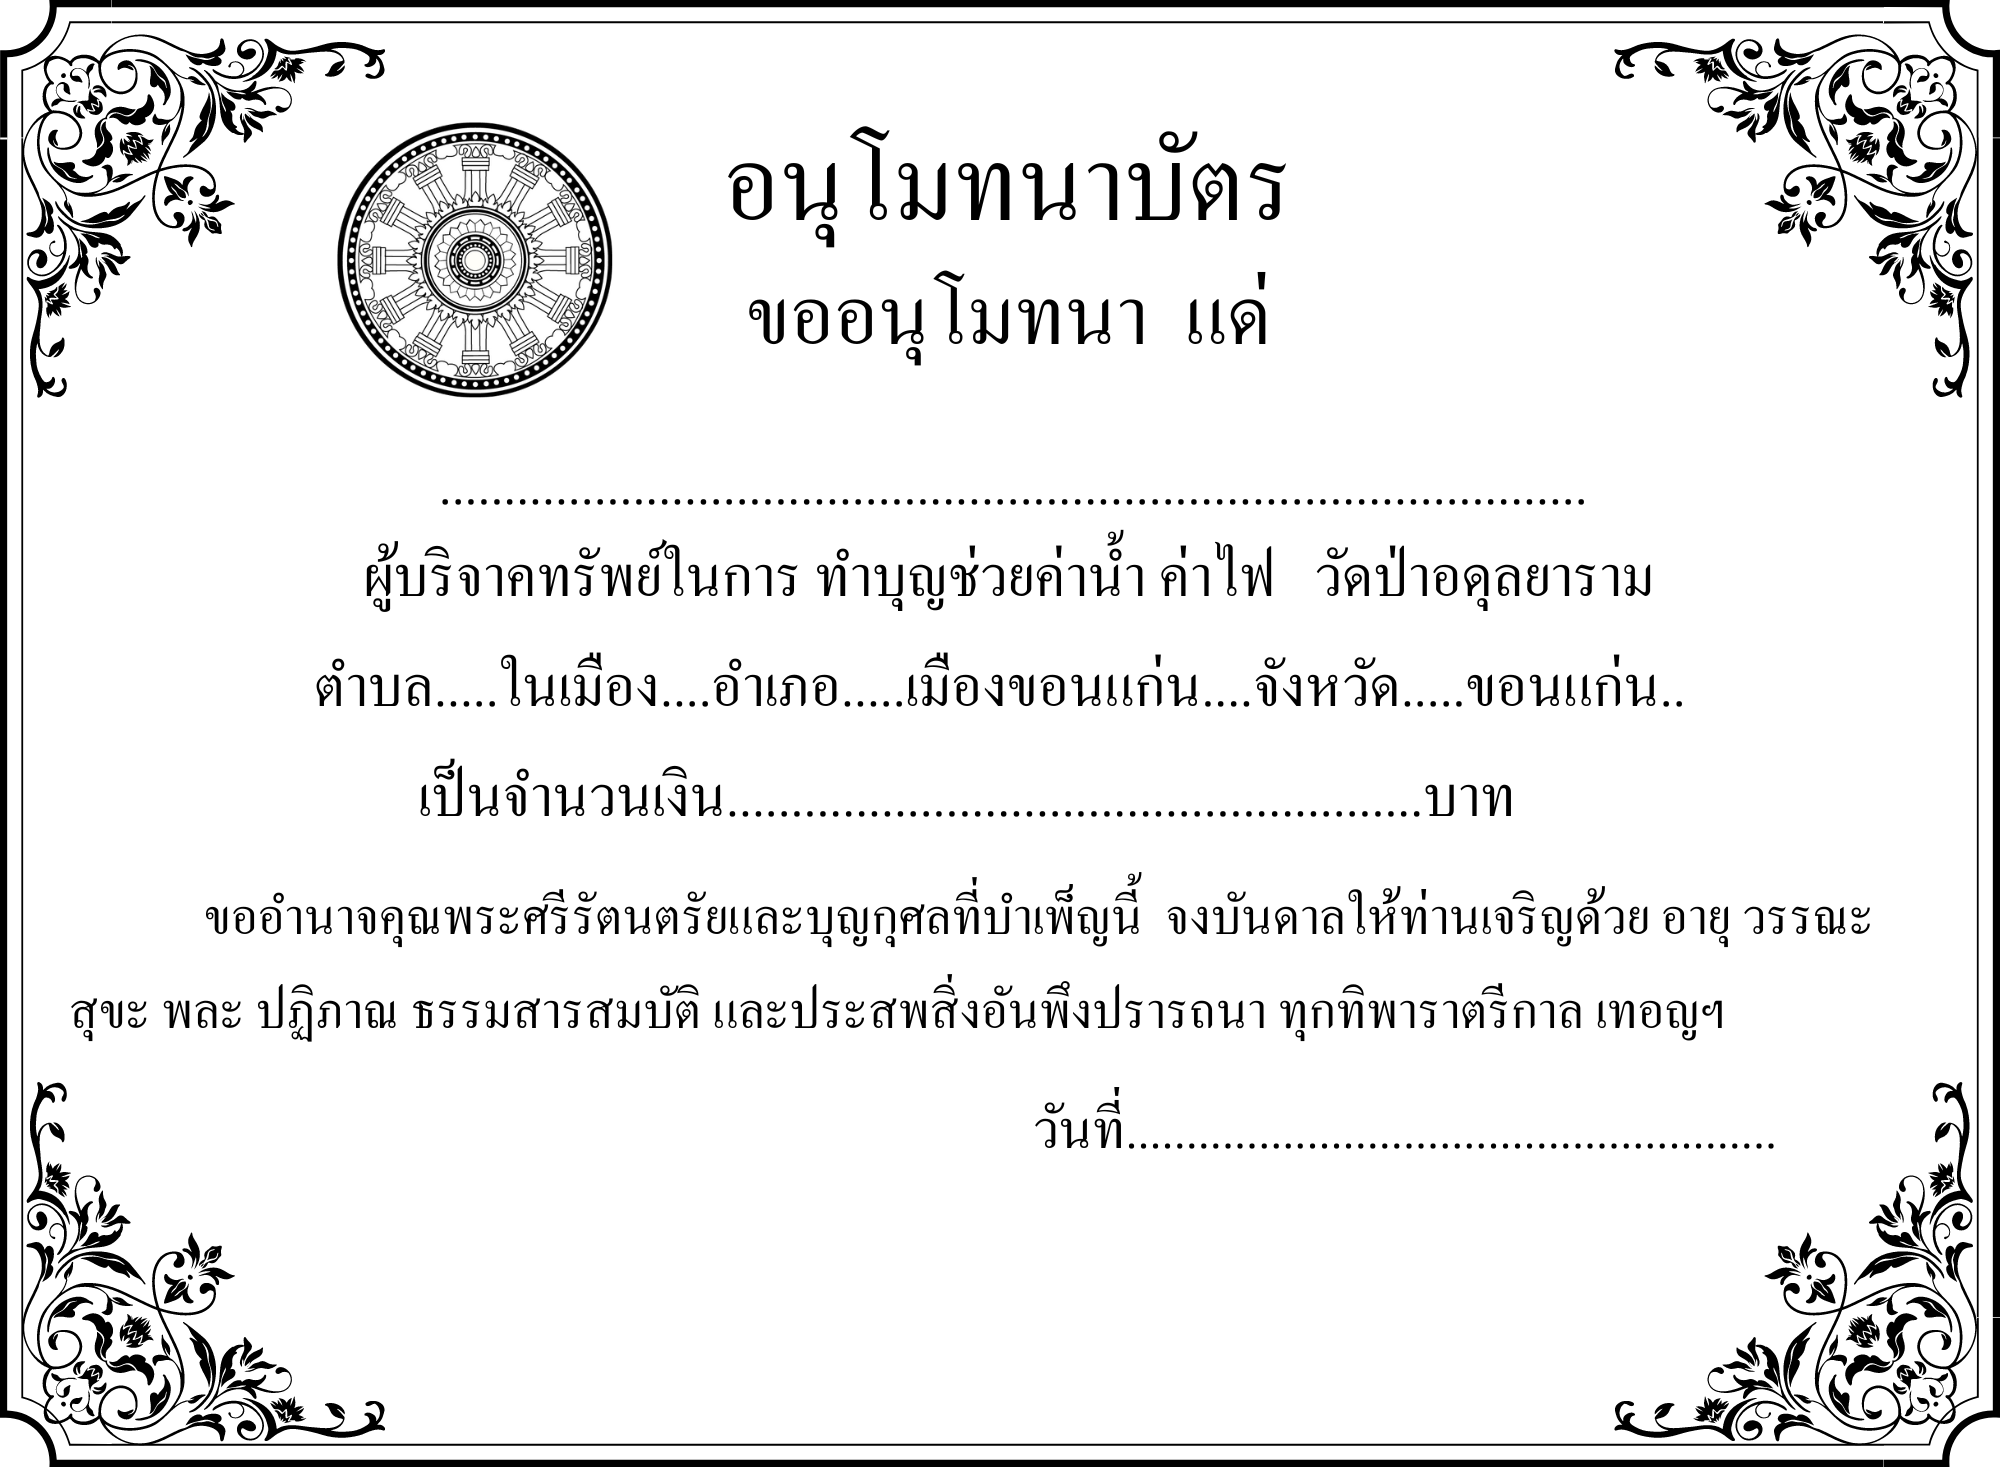 อนุโมทนาบัตร
ขออนุโมทนา แด่
..........................................................................................
ผู้บริจาคทรัพย์ในการ ทำบุญช่วยค่าน้ำ ค่าไฟ วัดป่าอดุลยาราม
ตำบล.....ในเมือง....อำเภอ.....เมืองขอนแก่น....จังหวัด.....ขอนแก่น..
เป็นจำนวนเงิน.......................................................บาท
ขออำนาจคุณพระศรีรัตนตรัยและบุญกุศลที่บำเพ็ญนี้ จงบันดาลให้ท่านเจริญด้วย อายุ วรรณะ
สุขะ พละ ปฏิภาณ ธรรมสารสมบัติ และประสพสิ่งอันพึงปรารถนา ทุกทิพาราตรีกาล เทอญฯ
วันที่......................................................